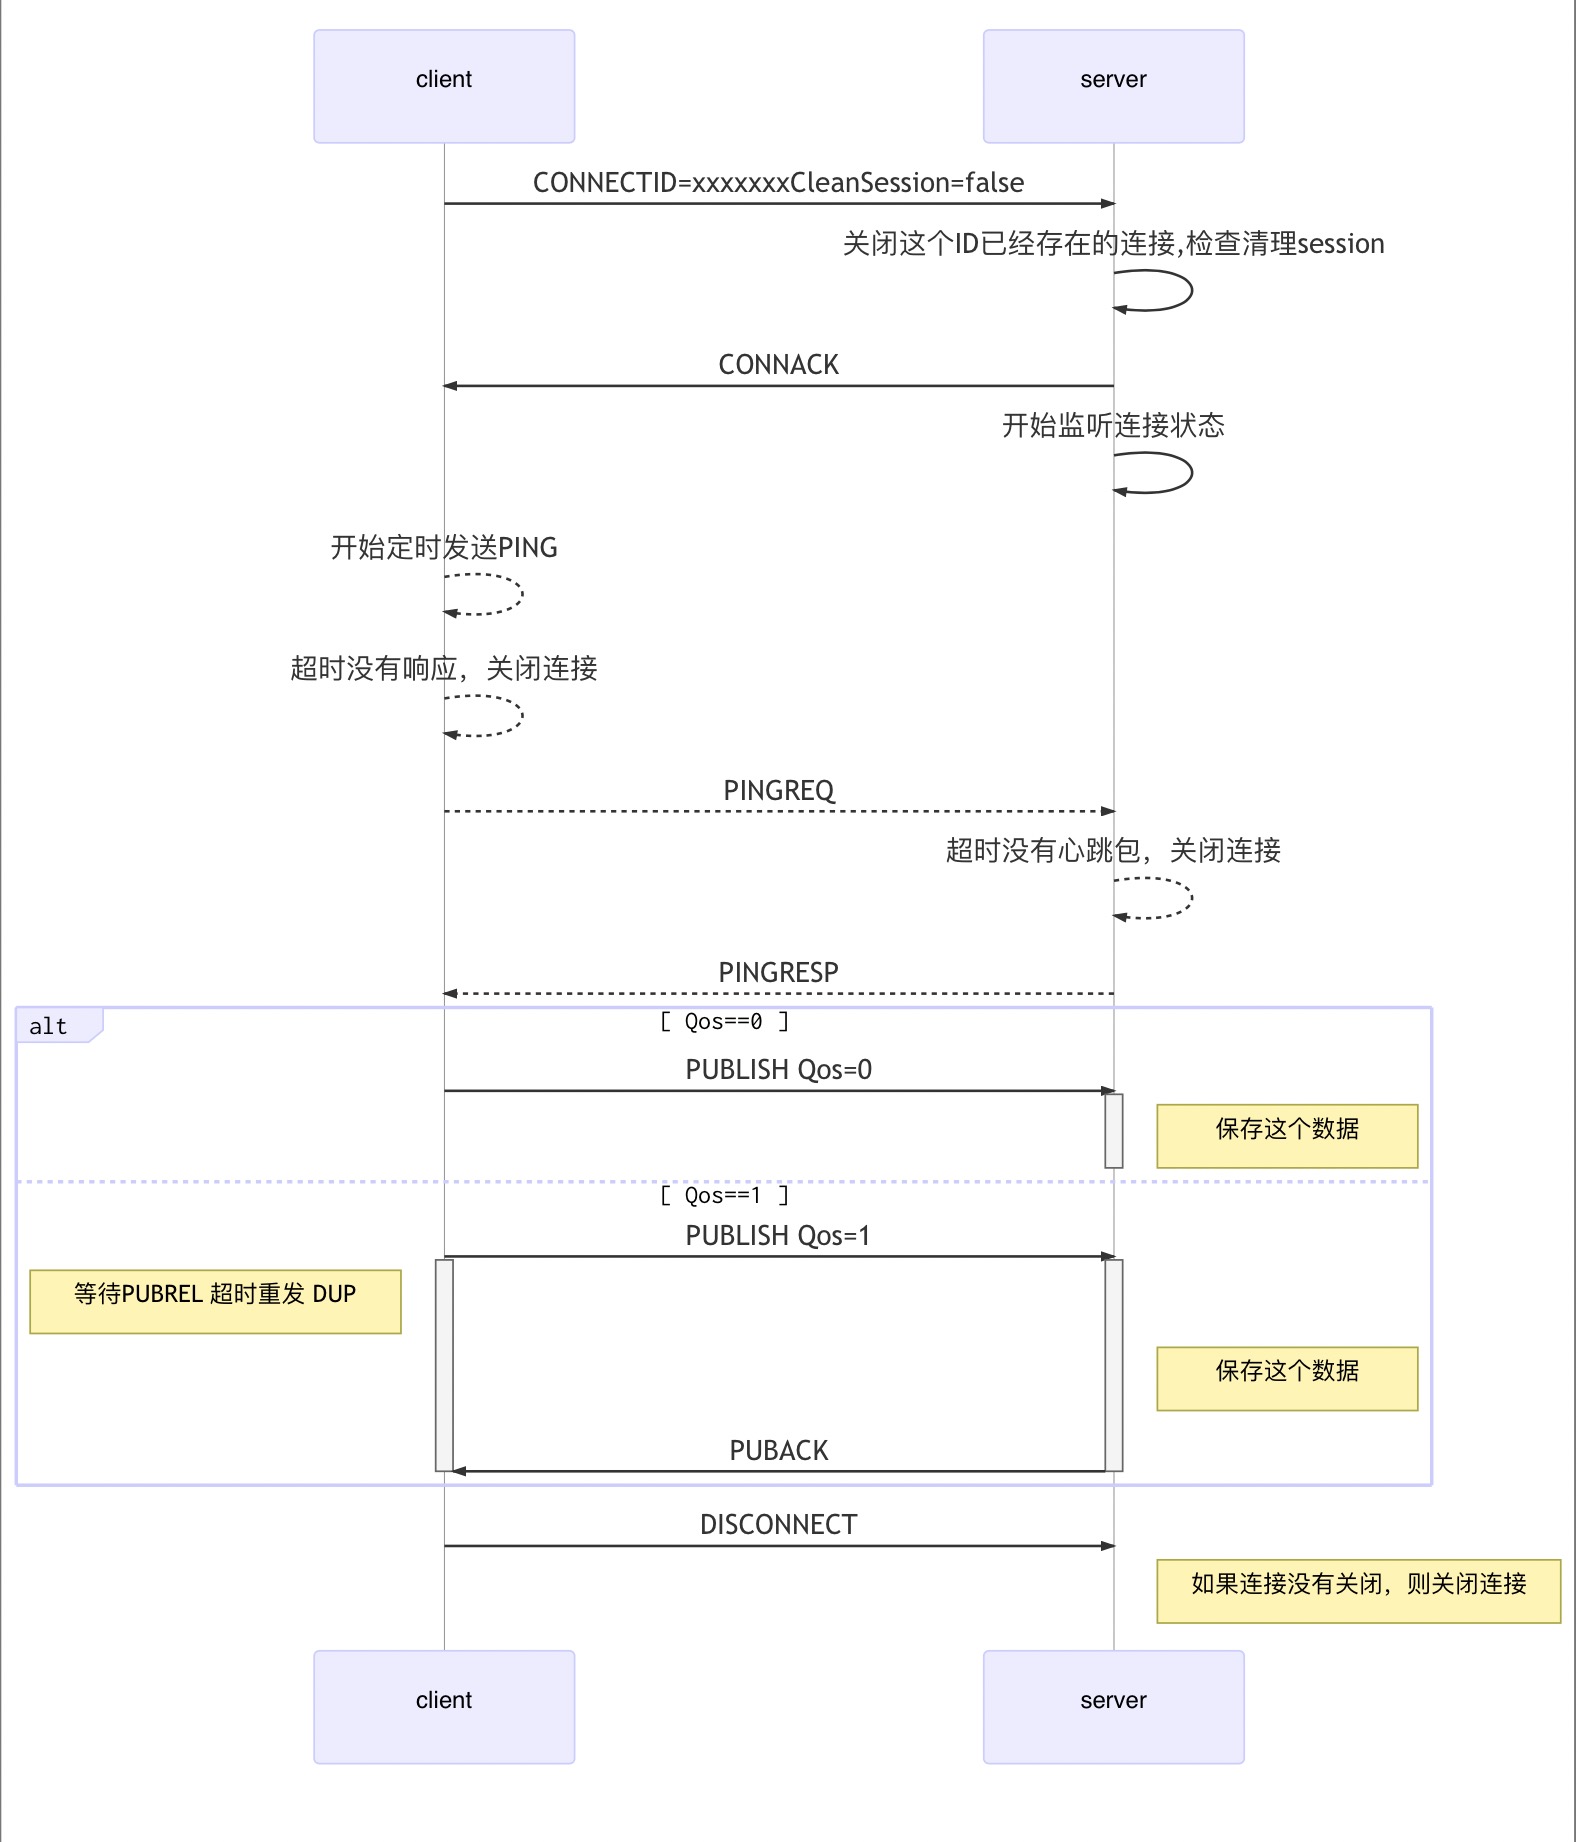 client
server
CONNECTID=xxxxxxxCleanSession=false
关闭这个ID已经存在的连接,检查清理session
CONNACK
开始监听连接状态
开始定时发送PING
超时没有响应，关闭连接
PINGREQ
超时没有心跳包，关闭连接
PINGRESP
alt
[ Qos==0 ]
PUBLISH Qos=0
保存这个数据
[ Qos==1 ]
PUBLISH Qos=1
等待PUBREL 超时重发 DUP
保存这个数据
PUBACK
DISCONNECT
如果连接没有关闭，则关闭连接
client
server